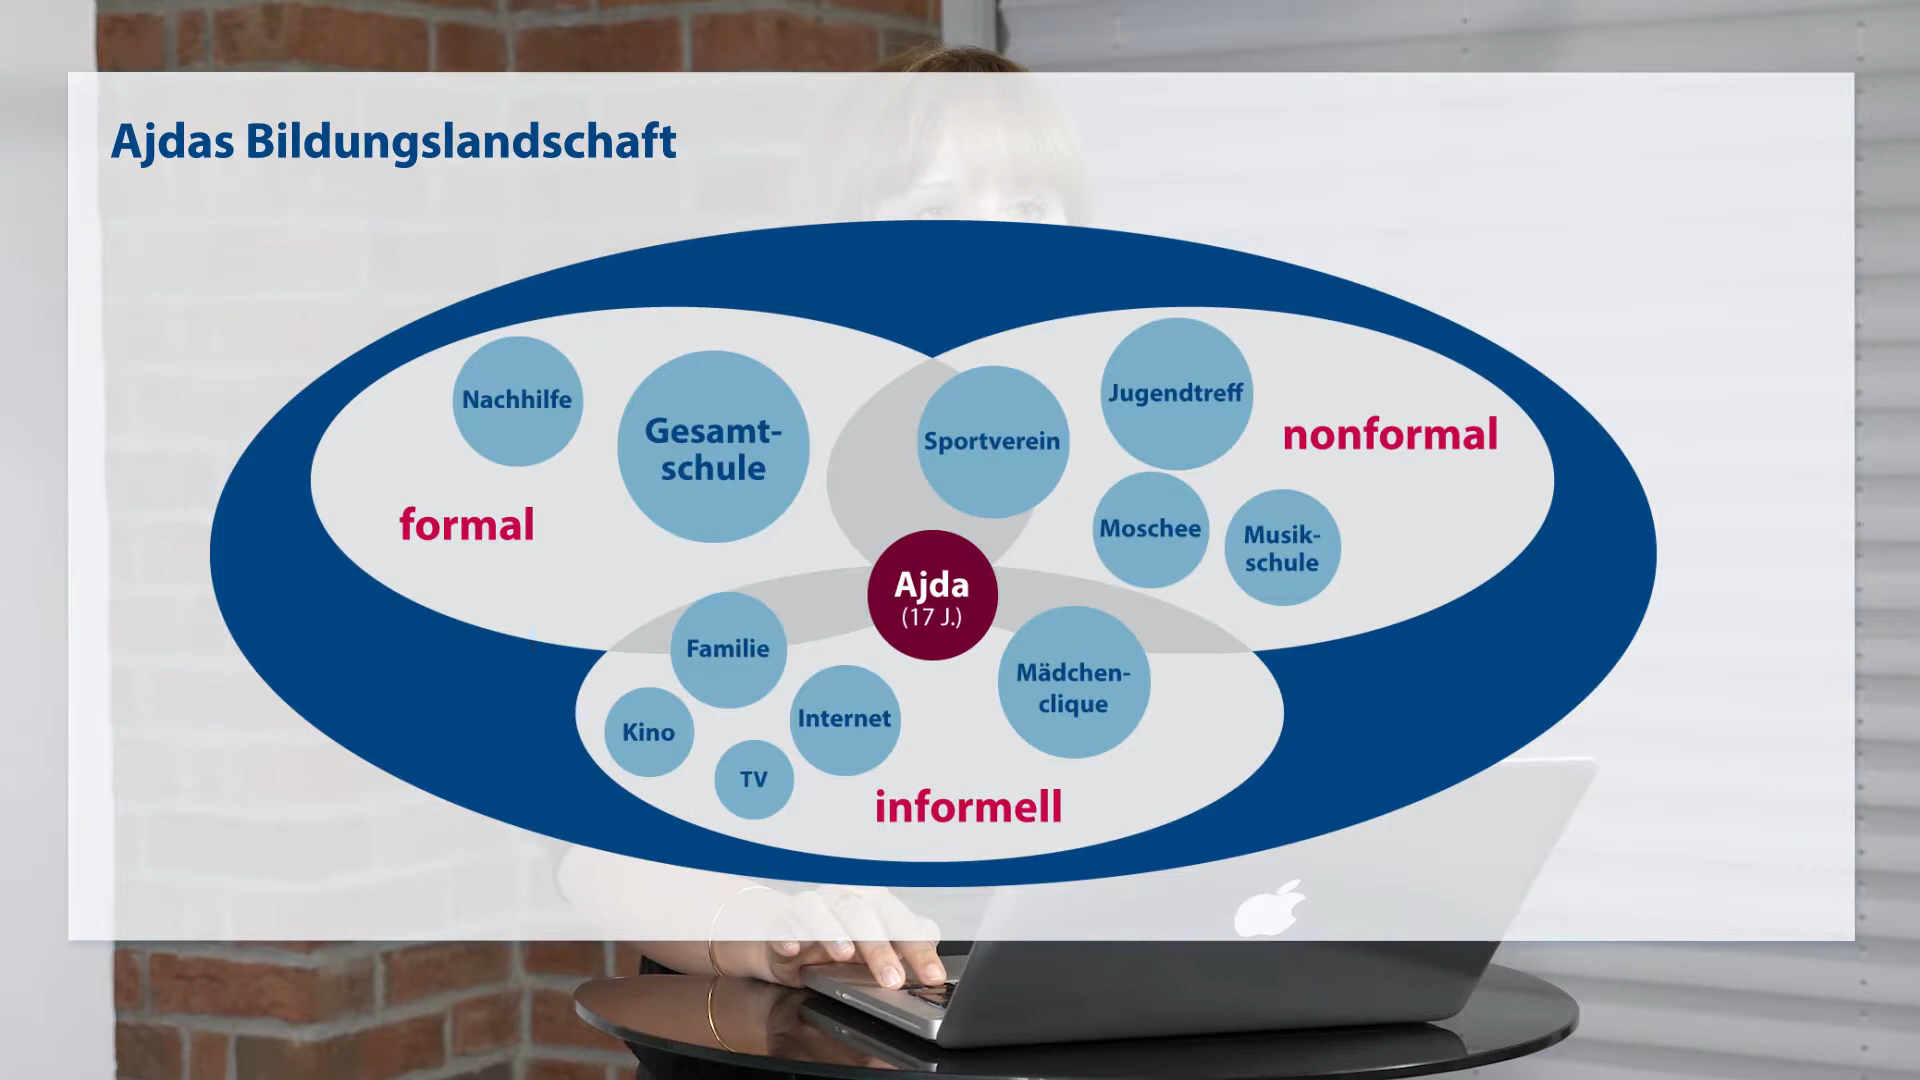 Ajdas Bildungslandschaft
Nachhilfe
Gesamt-
schule
formal
Sportverein
Jugendtreff
nonformal
Moschee
Musik-
schule
Ajda
(17 J.)
Familie
Kino
TV
Internet
Mädchen-
clique
informell